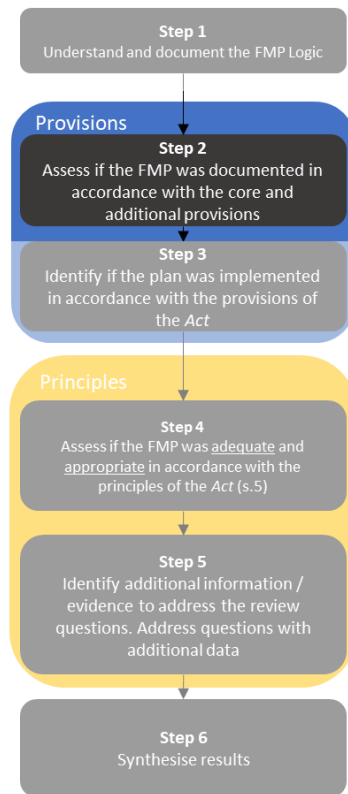 Step 1
Understand and document the FMP Logic
Provisions
Step 2
Assess if the FMP was documented in
accordance with the core and
additional provisions
Step 3
Identify if the plan was implemented
in accordance with the provisions of
the Act
Principles
Step 4
Assess if the FMP was adequate and
appropriate in accordance with the
principles of the Act (s.5)
Step 5
Identify additional information /
evidence to address the review
questions. Address questions with
additional data
Step 6
Synthesise results